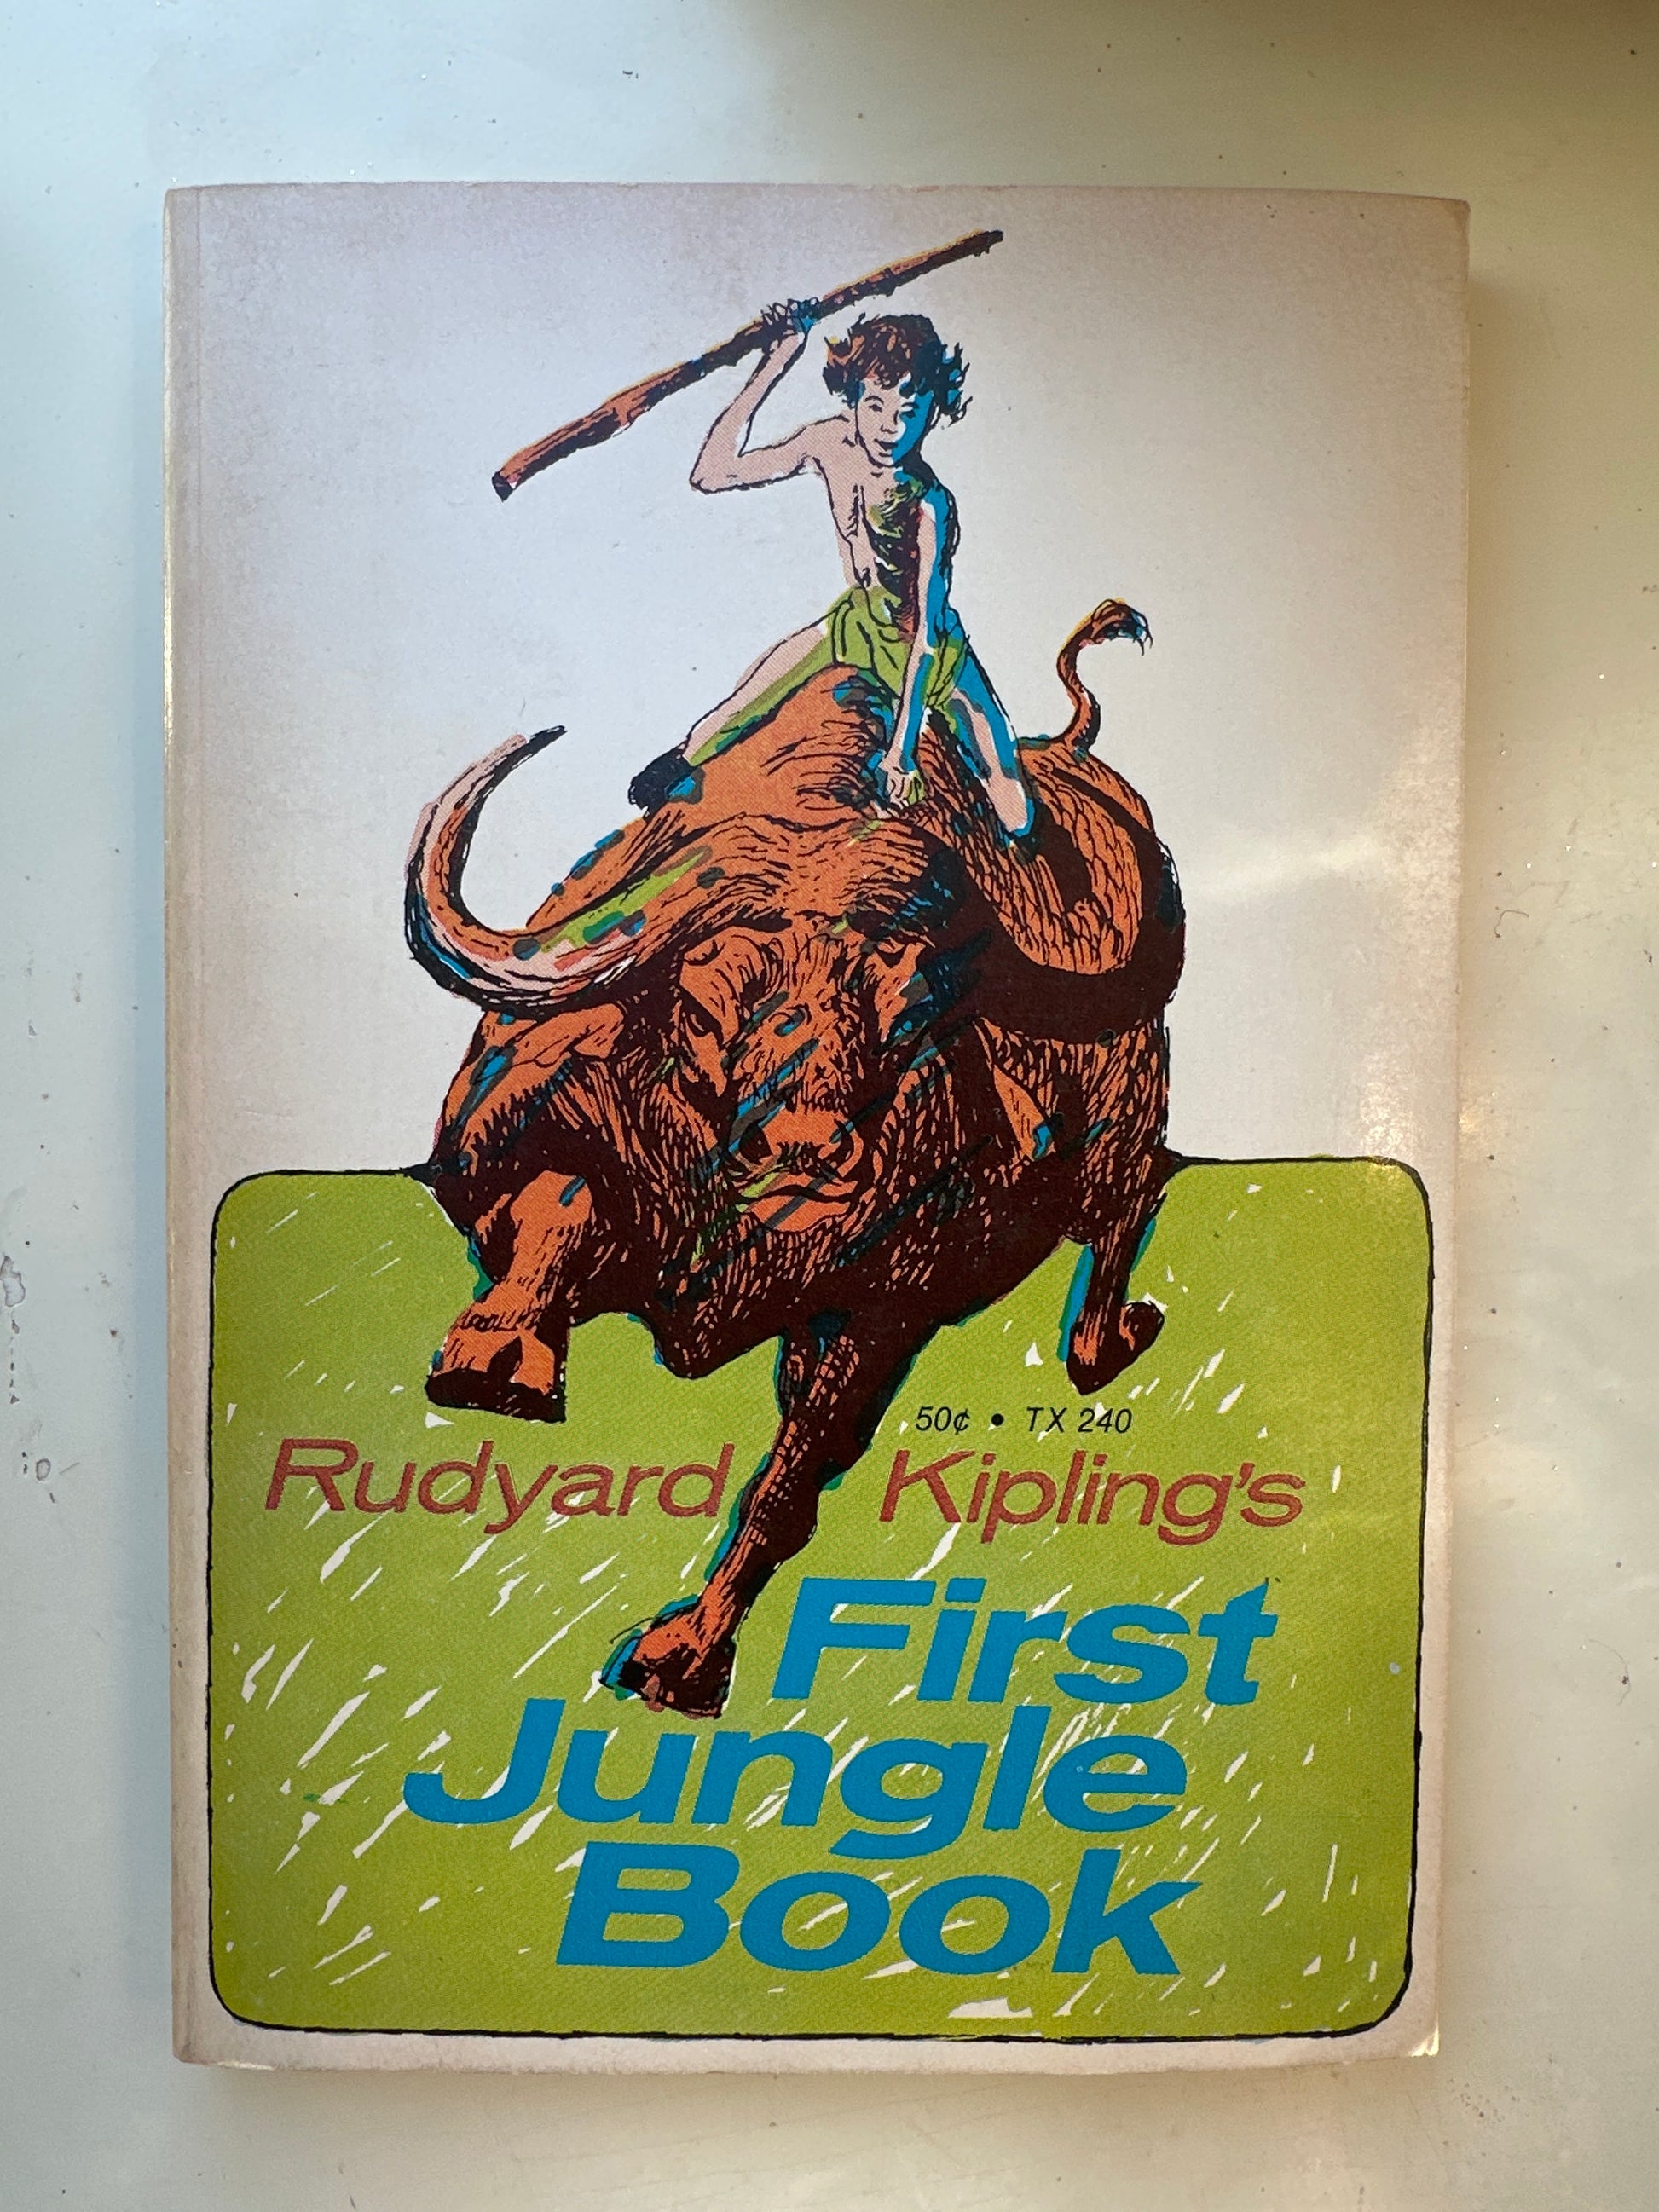 50¢ • TX 240
Rudyard Kipling's
First
Jungle
Book